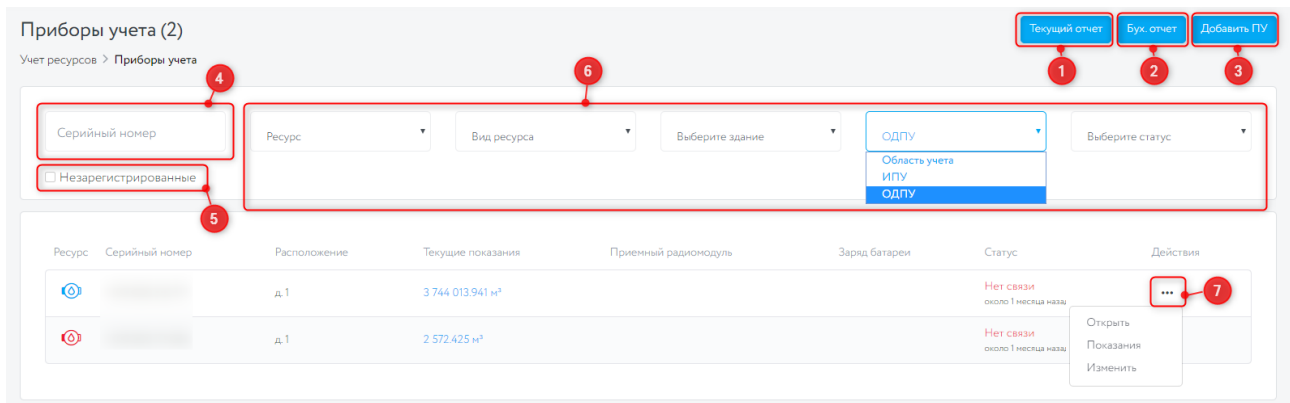 Приборы учета (2)
Текущий отчет Бух. отчет Добавить ПУ
Учет ресурсов > Приборы учета
1 2 3
4 6
Серийный номер Ресурс Вид ресурса Выберите здание ОДПУ Выберите статус
Область учета
ИПУ
ОДПУ
Незарегистрированные
5
Ресурс Серийный номер Расположение Текущие показания Приемный радиомодуль Заряд батареи Статус Действия
д. 1 3 744 013.941 м³ Нет связи ... 7
около 1 месяца назад
Открыть
д. 1 2 572.425 м³ Нет связи
около 1 месяца назад
Показания
Изменить